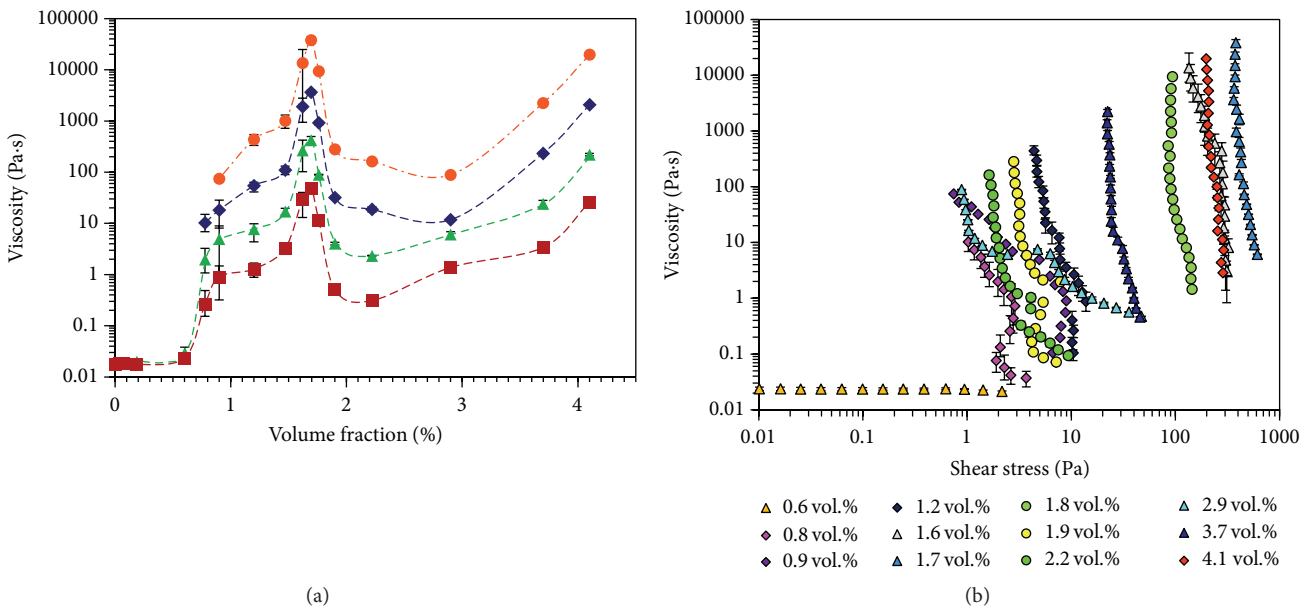 100000
10000
1000
100
10
1
0.1
0.01
Viscosity (Pa·s)
0 1 2 3 4
Volume fraction (%)
(a)
100000
10000
1000
100
10
1
0.1
0.01
Viscosity (Pa·s)
0.01 0.1 1 10 100 1000
Shear stress (Pa)
0.6 vol.% 1.2 vol.% 1.8 vol.% 2.9 vol.%
0.8 vol.% 1.6 vol.% 1.9 vol.% 3.7 vol.%
0.9 vol.% 1.7 vol.% 2.2 vol.% 4.1 vol.%
(b)